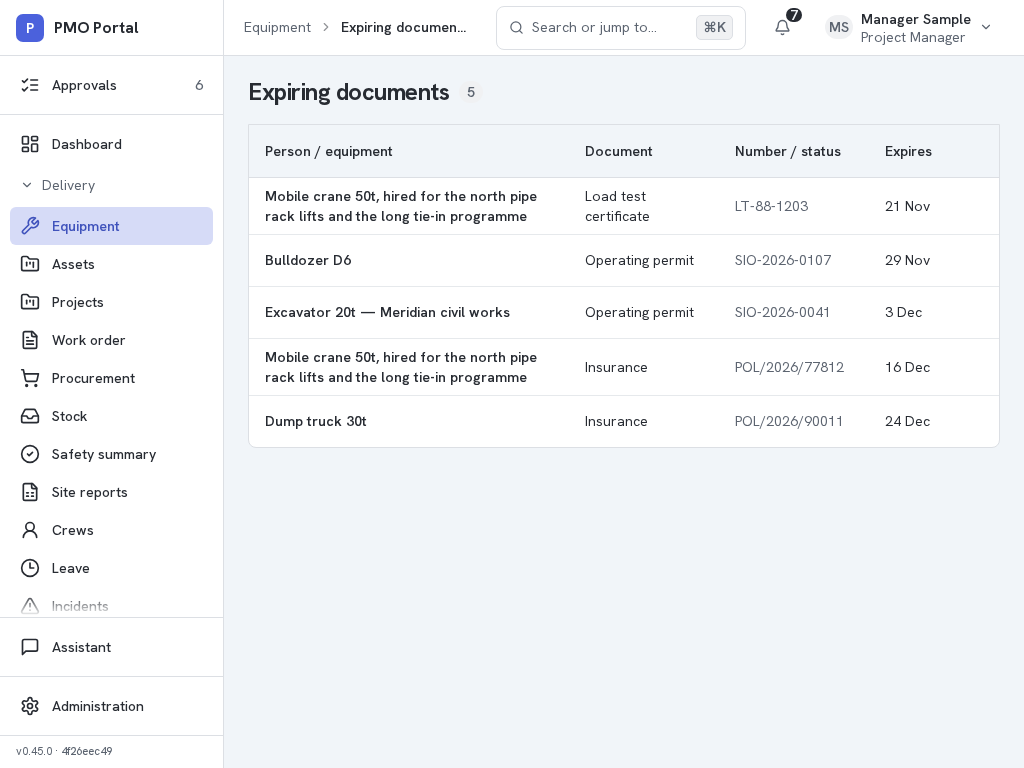 P PMO Portal
Equipment > Expiring documen...
Search or jump to...
⌘K
7
MS
Manager Sample
Project Manager
Approvals 6
Dashboard
Delivery
Equipment
Assets
Projects
Work order
Procurement
Stock
Safety summary
Site reports
Crews
Leave
Incidents
Assistant
Administration
v0.45.0 · 4f26eec49
Expiring documents 5
Person / equipment Document Number / status Expires
Mobile crane 50t, hired for the north pipe
rack lifts and the long tie-in programme
Load test
certificate
LT-88-1203
21 Nov
Bulldozer D6 Operating permit SIO-2026-0107 29 Nov
Excavator 20t — Meridian civil works Operating permit SIO-2026-0041 3 Dec
Mobile crane 50t, hired for the north pipe
rack lifts and the long tie-in programme
Insurance
POL/2026/77812
16 Dec
Dump truck 30t Insurance POL/2026/90011 24 Dec